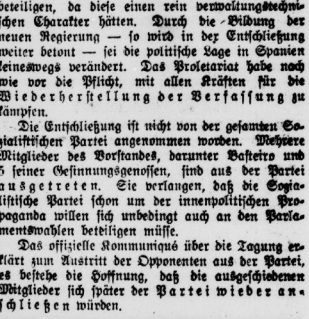 beteiligen, da diese einen rein verwaltungstechni-
schen Charakter hätten. Durch die Bildung der
neuen Regierung — so wird in der Entschließung
weiter betont — sei die politische Lage in Spanien
keineswegs verändert. Das Proletariat habe nach
wie vor die Pflicht, mit allen Kräften für die
Wiederherstellung der Verfassung zu
kämpfen.
Die Entschließung ist nicht von der gesamten So-
zialistischen Partei angenommen worden. Mehrere
Mitglieder des Vorstandes, darunter Basteiro und
5 seiner Gesinnungsgenossen, sind aus der Partei
ausgetreten. Sie verlangen, daß die Sozia-
listische Partei schon um der innenpolitischen Pro-
paganda willen sich unbedingt auch an den Parla-
mentswahlen beteiligen müsse.
Das offizielle Kommuniqué über die Tagung er-
klärt zum Austritt der Opponenten aus der Partei,
es bestehe die Hoffnung, daß die ausgeschiedenen
Mitglieder sich später der Partei wieder an-
schließen würden.